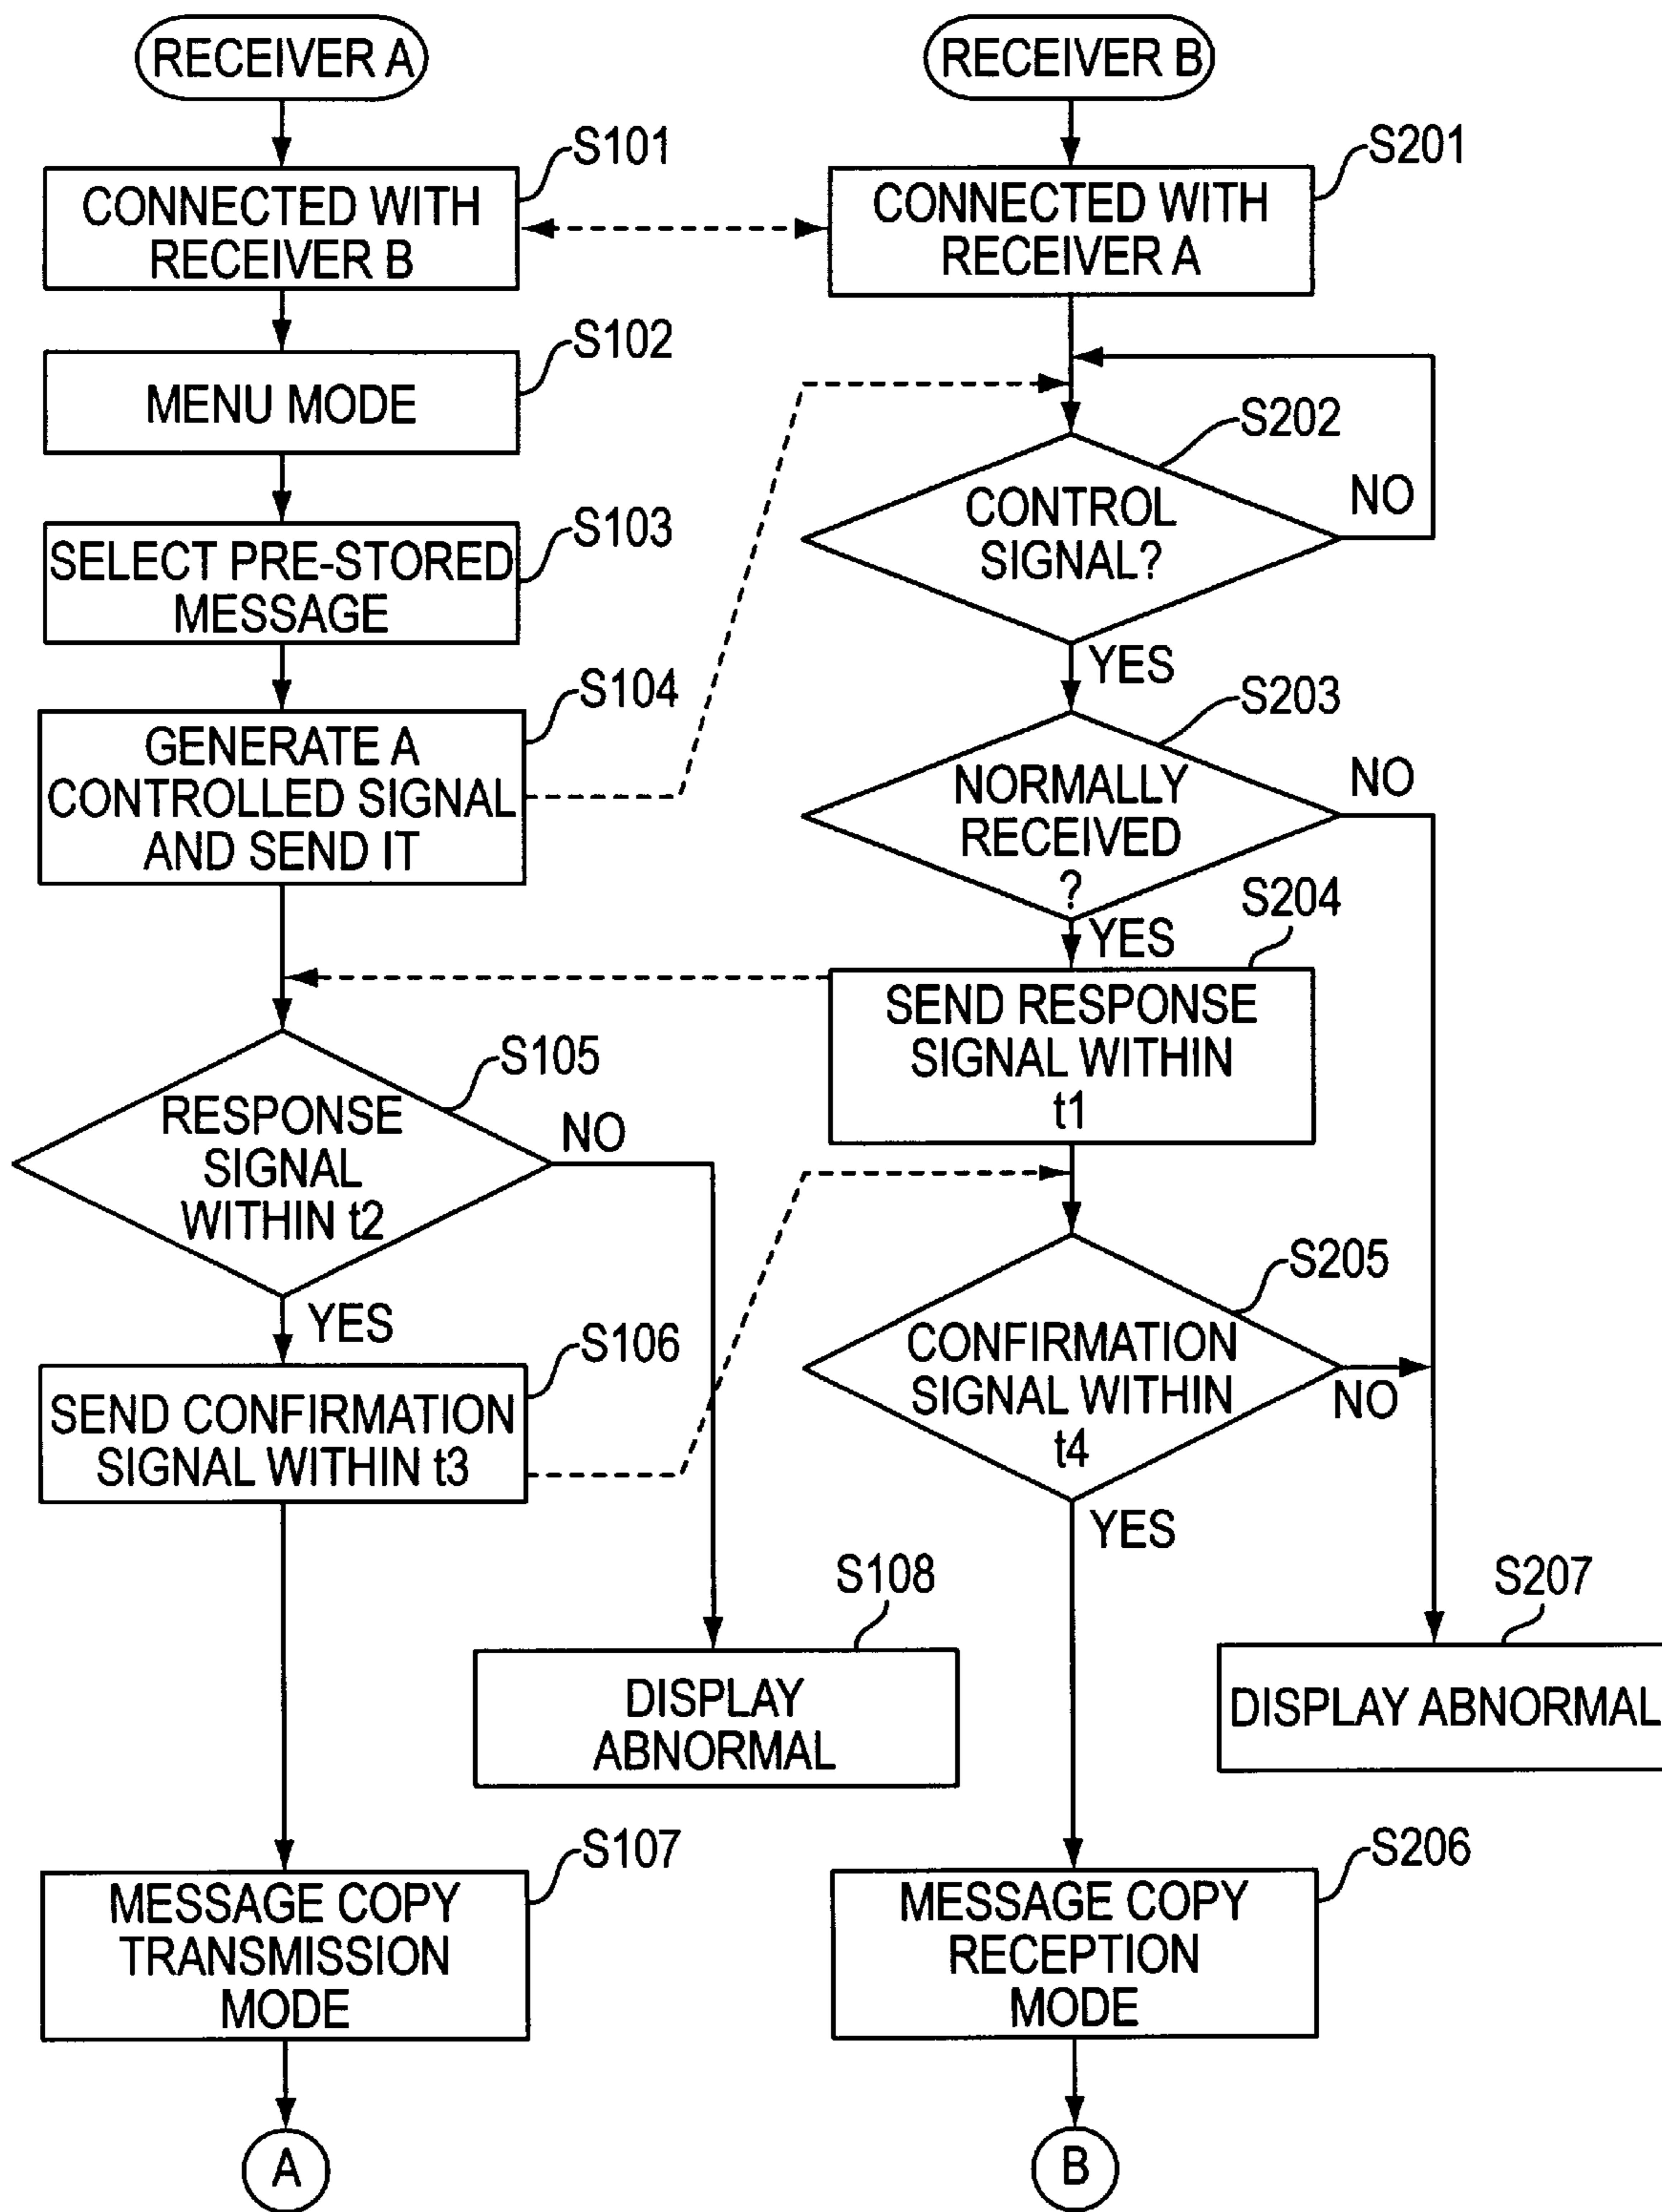 RECEIVER A
S101
CONNECTED WITH
RECEIVER B
S102
MENU MODE
S103
SELECT PRE-STORED
MESSAGE
S104
GENERATE A
CONTROLLED SIGNAL
AND SEND IT
S105
RESPONSE
SIGNAL
WITHIN t2
NO
YES
S106
SEND CONFIRMATION
SIGNAL WITHIN t3
S108
DISPLAY
ABNORMAL
S107
MESSAGE COPY
TRANSMISSION
MODE
A
RECEIVER B
S201
CONNECTED WITH
RECEIVER A
S202
CONTROL
SIGNAL?
NO
YES
S203
NORMALLY
RECEIVED
?
NO
YES
S204
SEND RESPONSE
SIGNAL WITHIN
t1
S205
CONFIRMATION
SIGNAL WITHIN
t4
NO
YES
S207
DISPLAY ABNORMAL
S206
MESSAGE COPY
RECEPTION
MODE
B